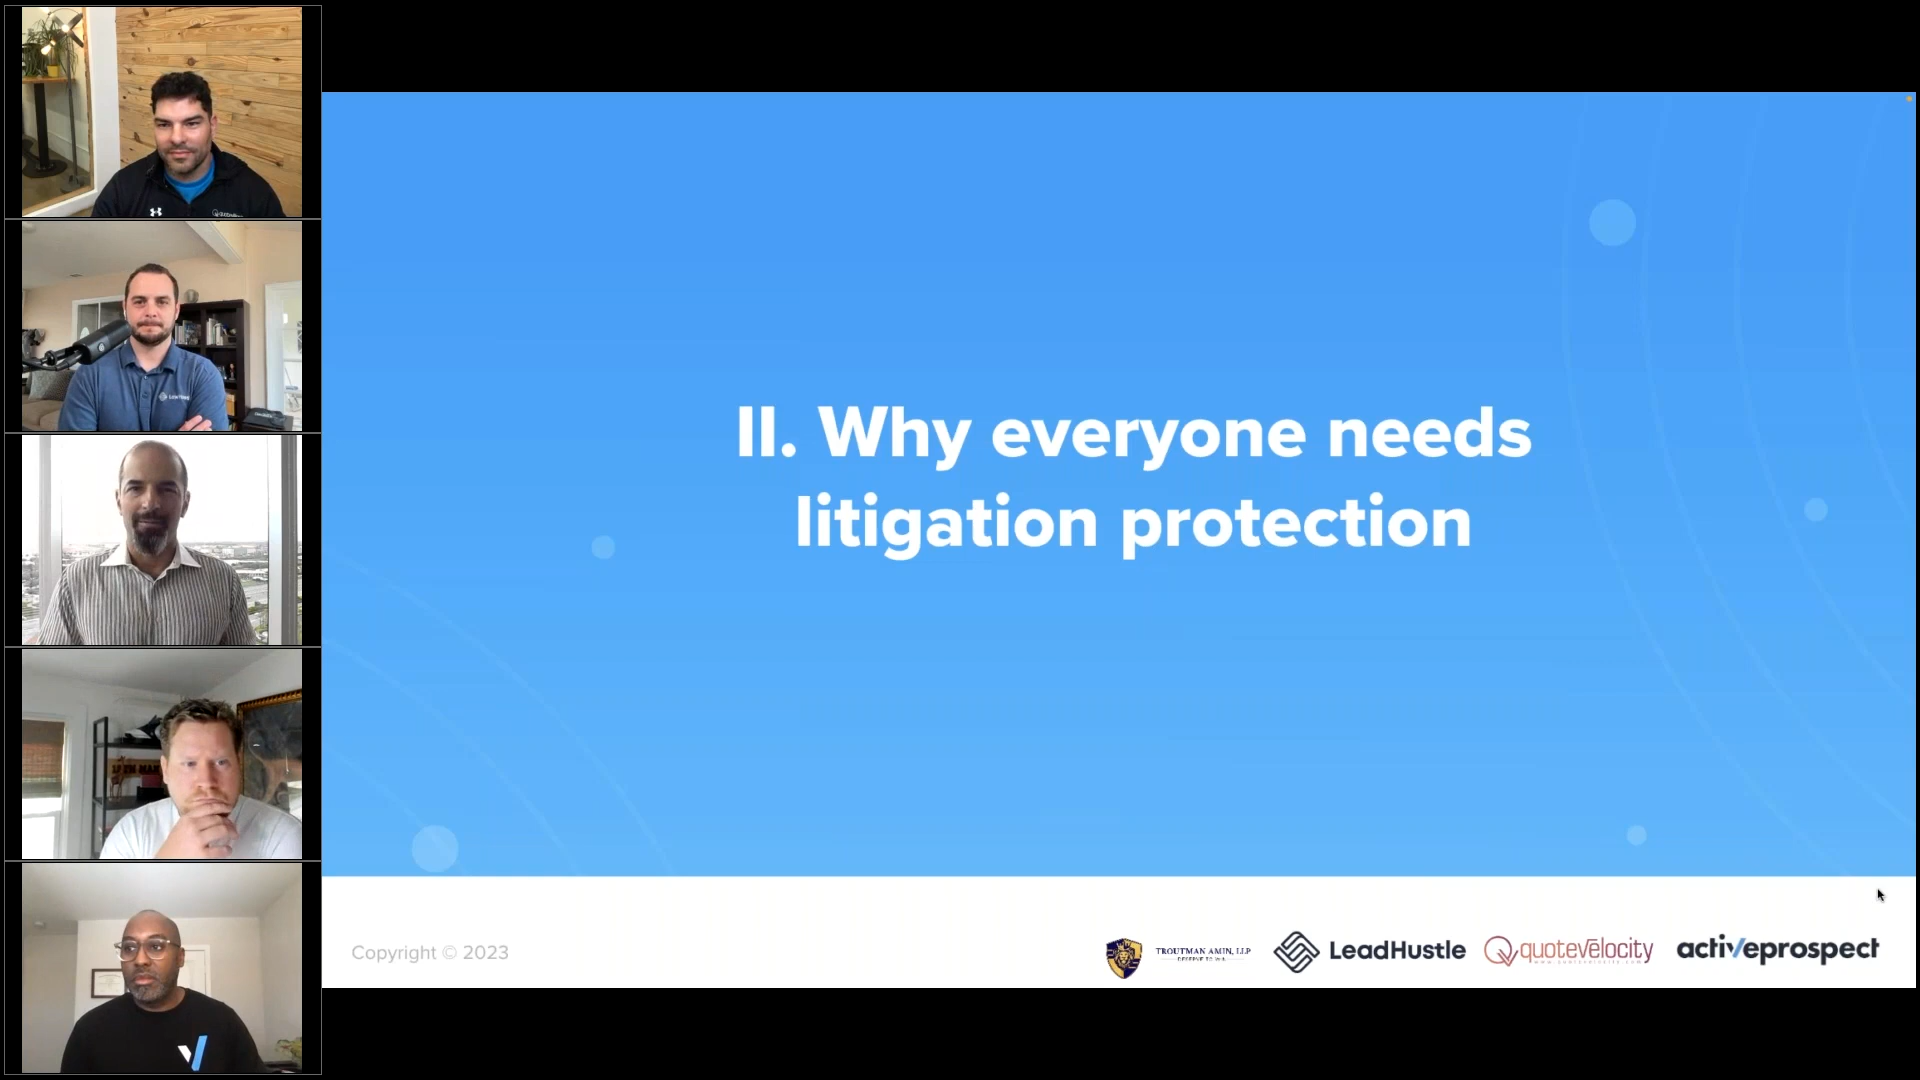 II. Why everyone needs
litigation protection
Copyright © 2023
TROUTMAN AMIN, LLP
LeadHustle
quotevelocity
activeprospect